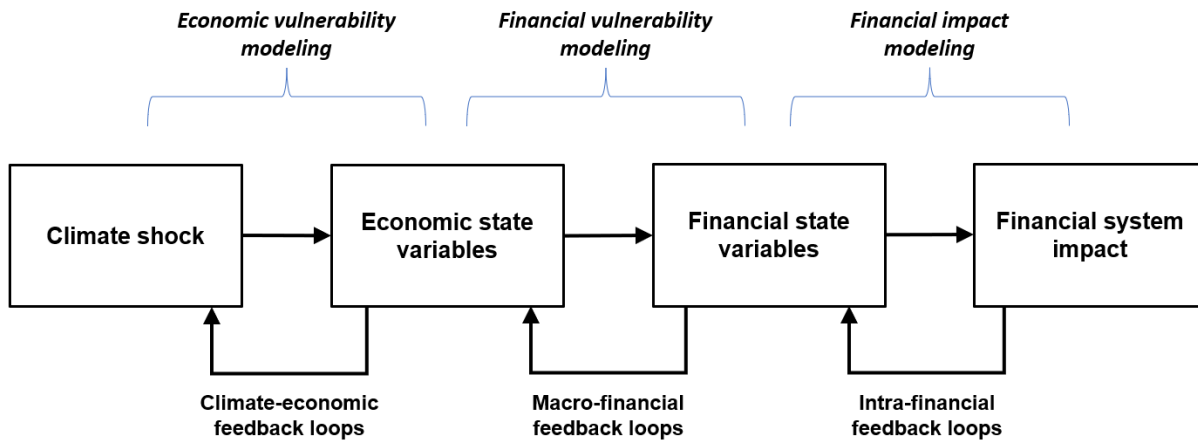 Economic vulnerability
modeling
Financial vulnerability
modeling
Financial impact
modeling
Climate shock
Economic state
variables
Financial state
variables
Financial system
impact
Climate-economic
feedback loops
Macro-financial
feedback loops
Intra-financial
feedback loops